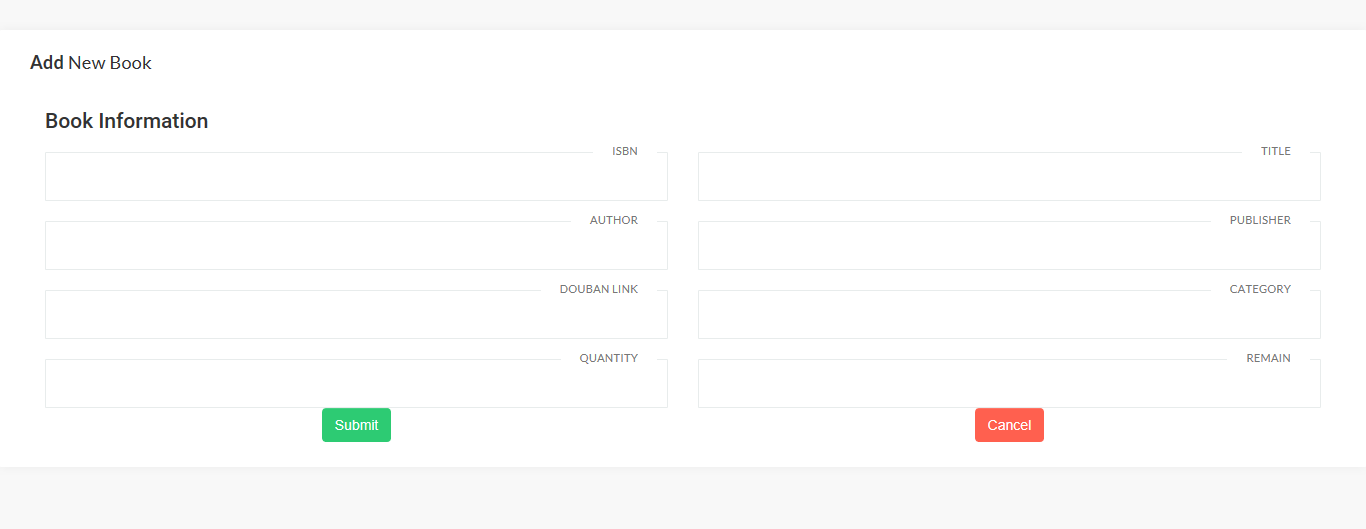 Add New Book
Book Information
ISBN
TITLE
AUTHOR
PUBLISHER
DOUBAN LINK
CATEGORY
QUANTITY
REMAIN
Submit
Cancel